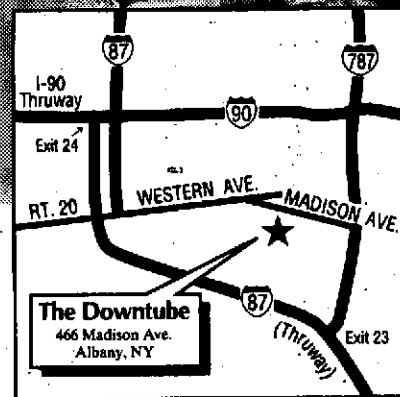 87
787
I-90
Thruway
90
Exit 24
WESTERN AVE.
RT. 20
MADISON AVE.
The Downtube
466 Madison Ave.
Albany, NY
87
(Thruway)
Exit 23